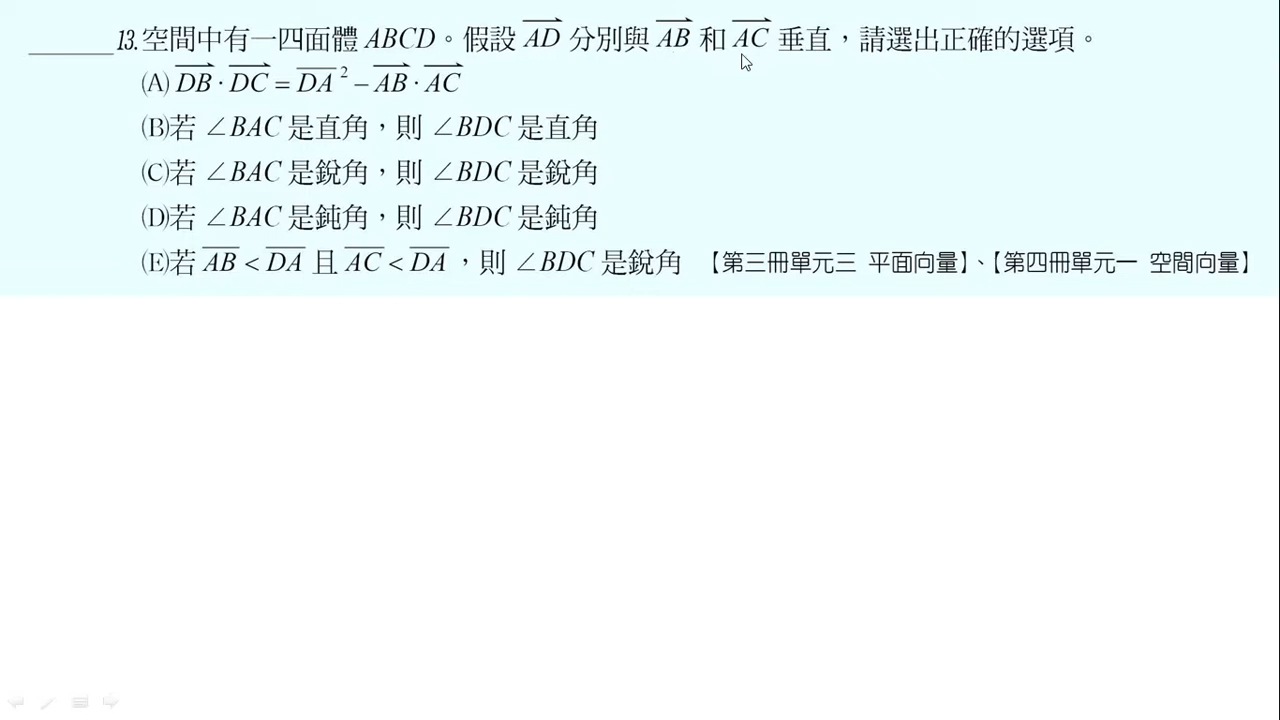 ______13.空間中有一四面體 ABCD。假設 $\overrightarrow{AD}$ 分別與 $\overrightarrow{AB}$ 和 $\overrightarrow{AC}$ 垂直，請選出正確的選項。
(A) $\overrightarrow{DB}\cdot\overrightarrow{DC}=\overline{DA}^{2}-\overrightarrow{AB}\cdot\overrightarrow{AC}$
(B)若 ∠BAC 是直角，則 ∠BDC 是直角
(C)若 ∠BAC 是銳角，則 ∠BDC 是銳角
(D)若 ∠BAC 是鈍角，則 ∠BDC 是鈍角
(E)若 $\overline{AB}<\overline{DA}$ 且 $\overline{AC}<\overline{DA}$，則 ∠BDC 是銳角 【第三冊單元三 平面向量】、【第四冊單元一 空間向量】